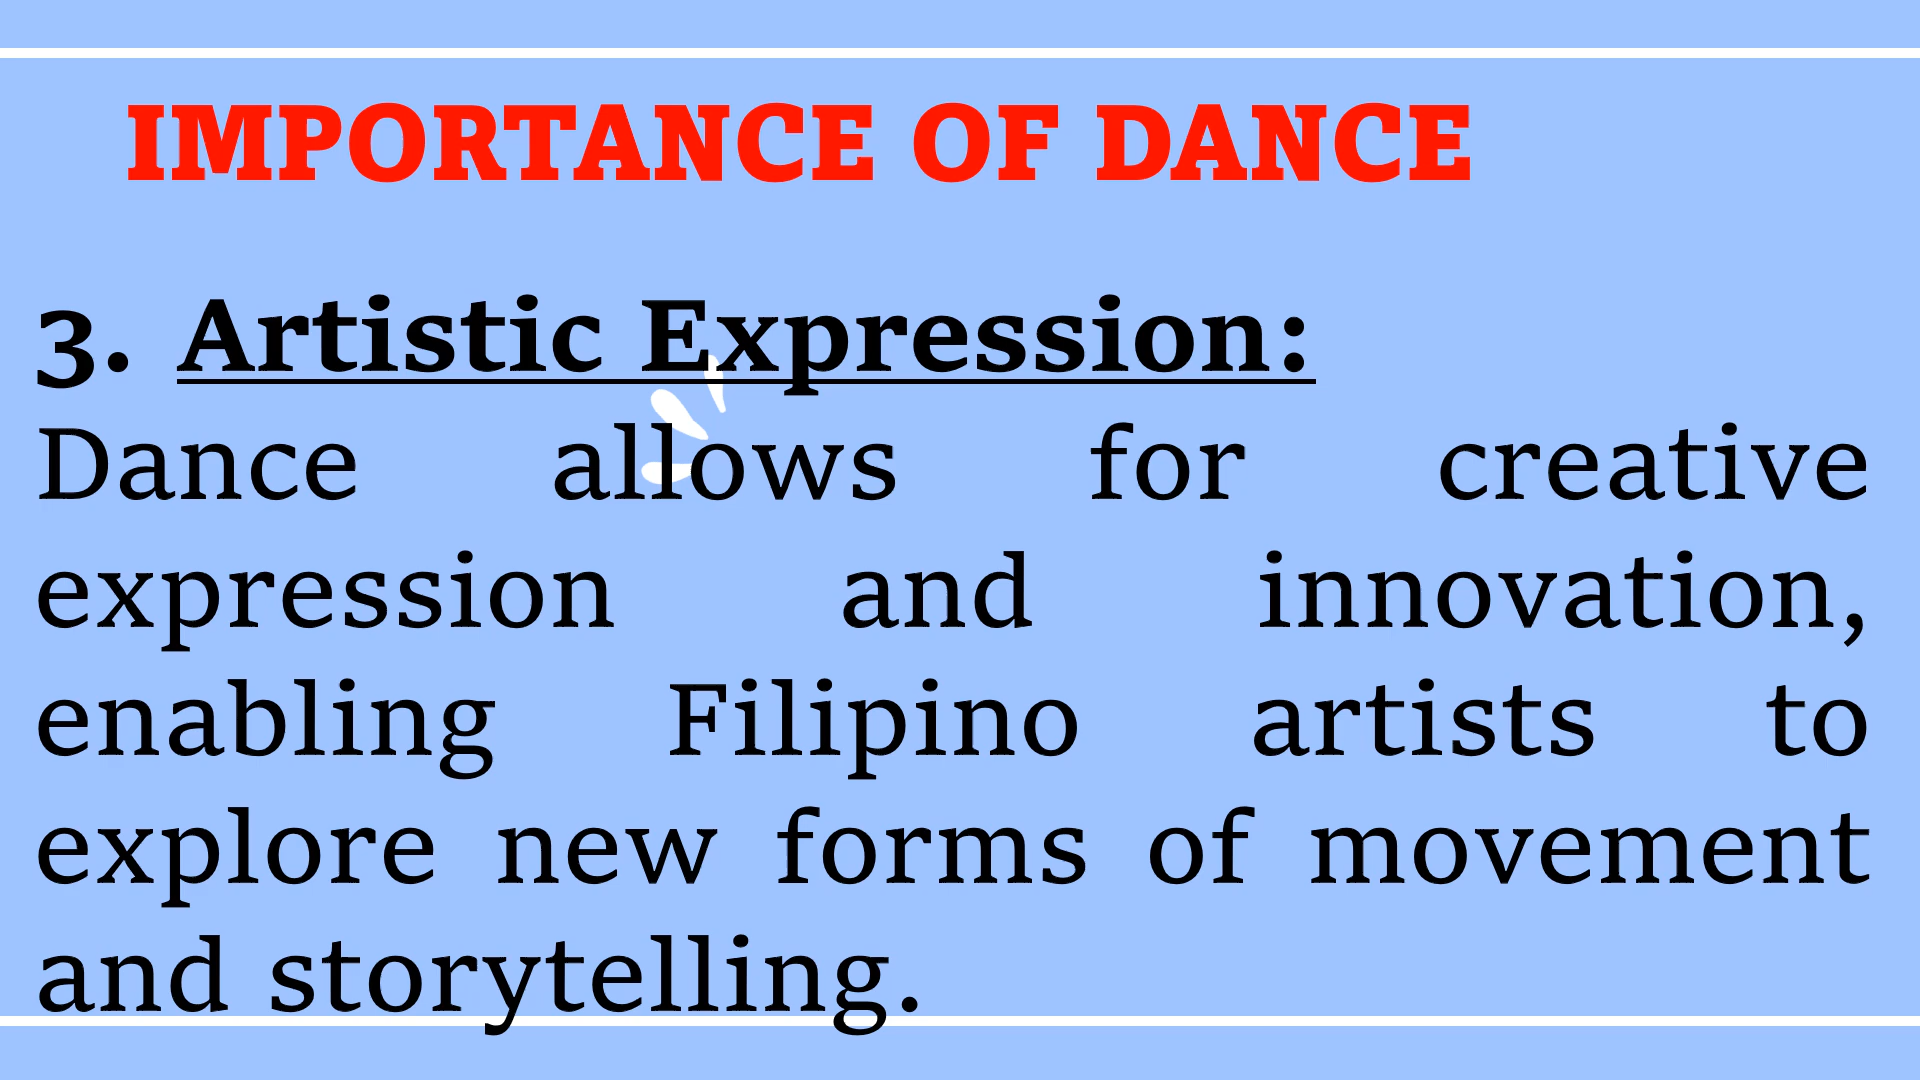 IMPORTANCE OF DANCE
3. Artistic Expression:
Dance allows for creative
expression and innovation,
enabling Filipino artists to
explore new forms of movement
and storytelling.